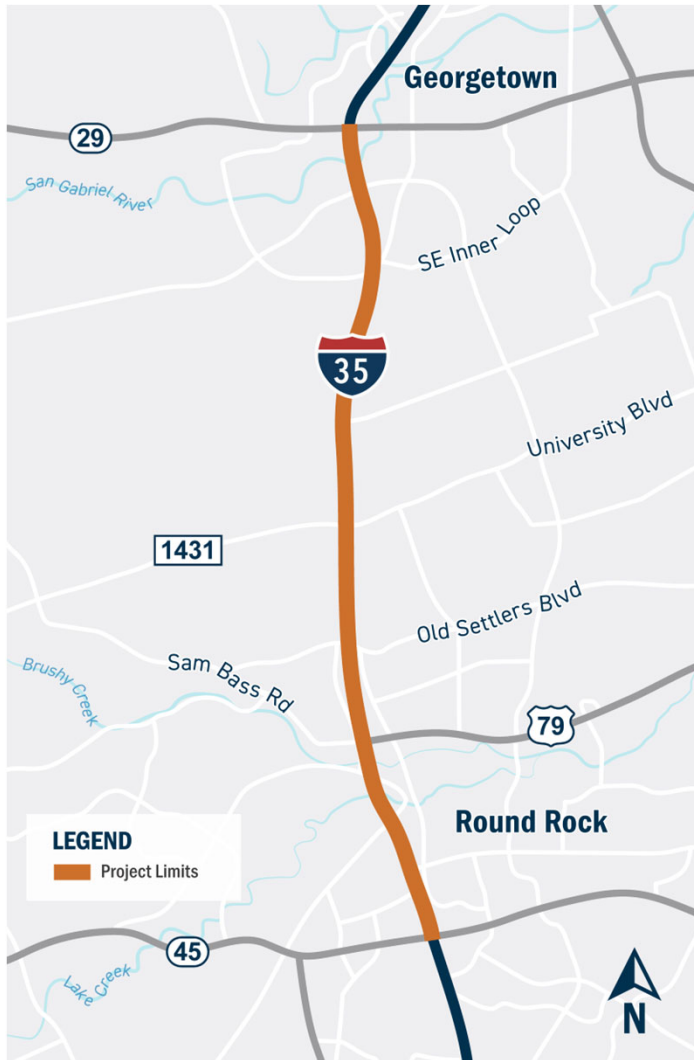 Georgetown
29
San Gabriel River
SE Inner Loop
35
University Blvd
1431
Old Settlers Blvd
Sam Bass Rd
Brushy Creek
79
Round Rock
LEGEND
Project Limits
45
Lake Creek
N